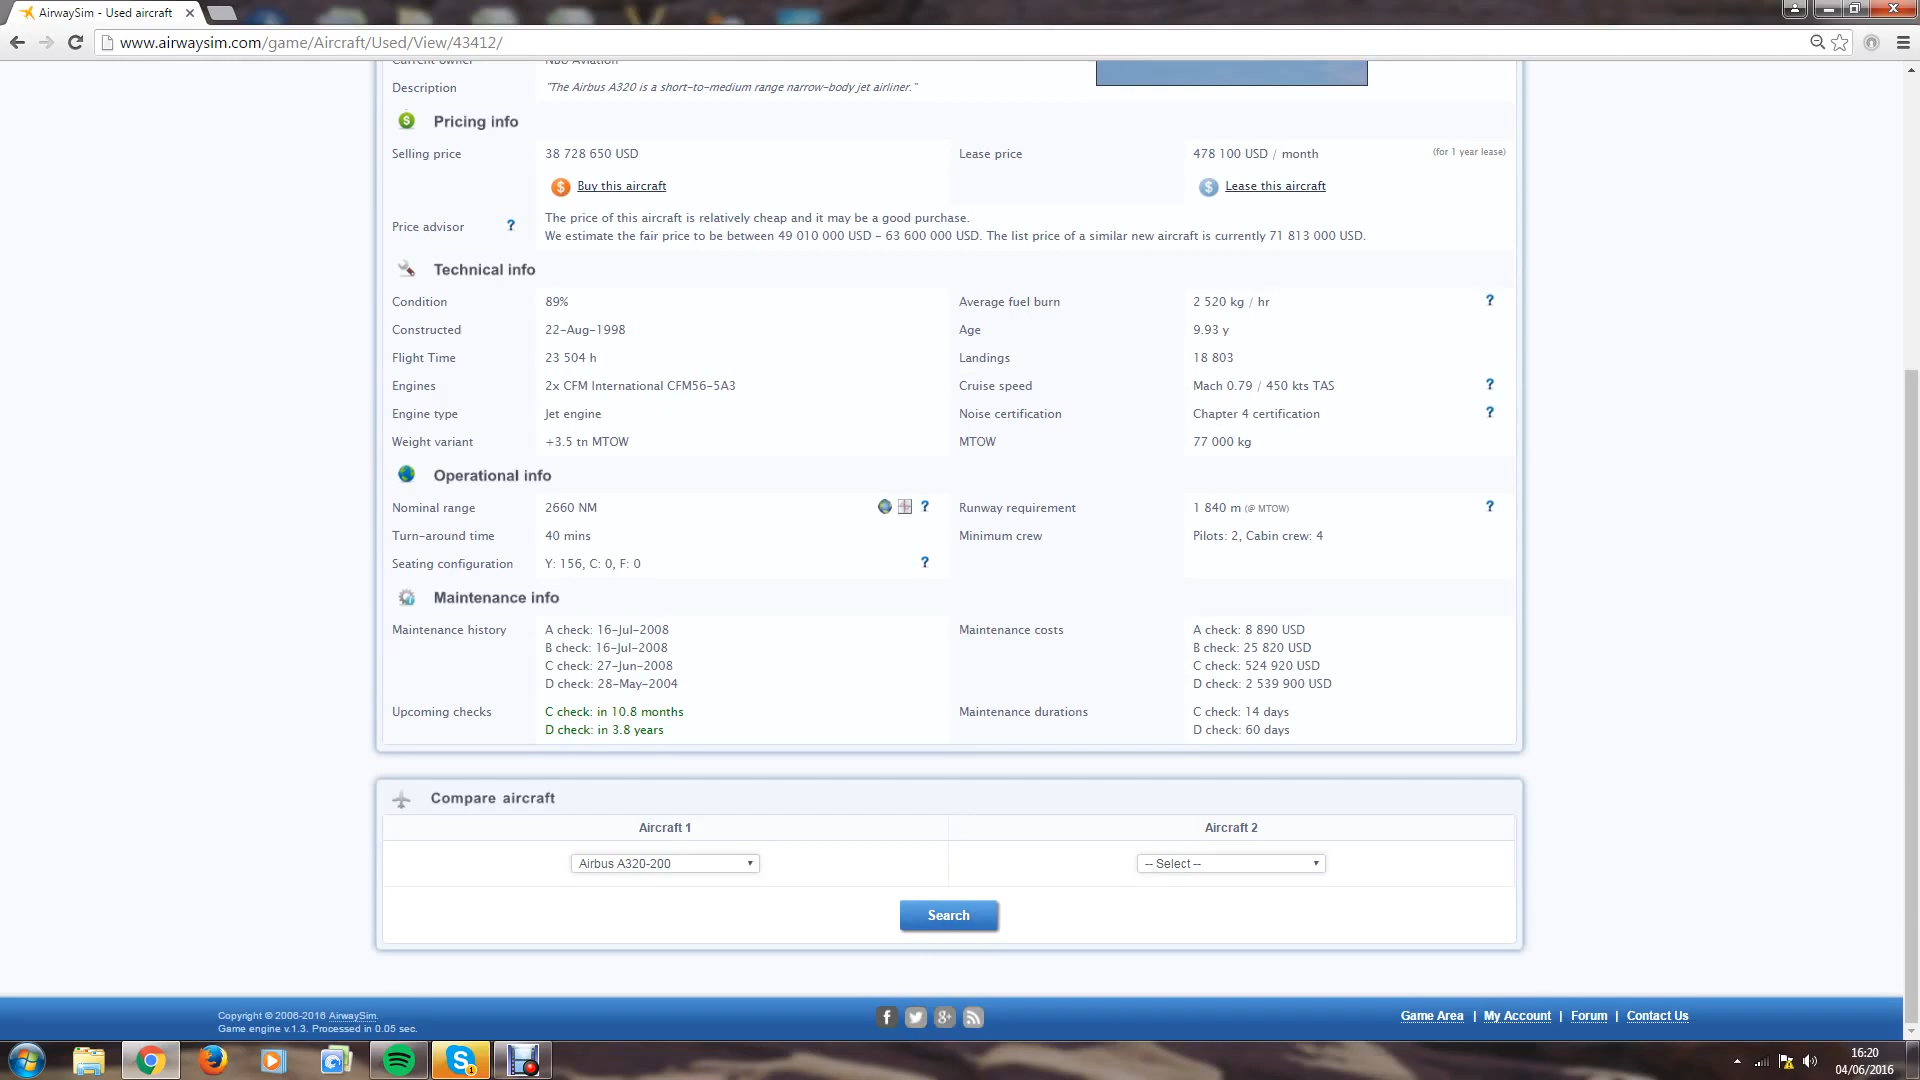 AirwaySim - Used aircraft
www.airwaysim.com/game/Aircraft/Used/View/43412/
Description "The Airbus A320 is a short-to-medium range narrow-body jet airliner."
Pricing info
Selling price 38 728 650 USD Lease price 478 100 USD / month (for 1 year lease)
Buy this aircraft Lease this aircraft
The price of this aircraft is relatively cheap and it may be a good purchase.
Price advisor ?
We estimate the fair price to be between 49 010 000 USD - 63 600 000 USD. The list price of a similar new aircraft is currently 71 813 000 USD.
Technical info
Condition 89% Average fuel burn 2 520 kg / hr ?
Constructed 22-Aug-1998 Age 9.93 y
Flight Time 23 504 h Landings 18 803
Engines 2x CFM International CFM56-5A3 Cruise speed Mach 0.79 / 450 kts TAS ?
Engine type Jet engine Noise certification Chapter 4 certification ?
Weight variant +3.5 tn MTOW MTOW 77 000 kg
Operational info
Nominal range 2660 NM ? Runway requirement 1 840 m (@ MTOW) ?
Turn-around time 40 mins Minimum crew Pilots: 2, Cabin crew: 4
Seating configuration Y: 156, C: 0, F: 0 ?
Maintenance info
Maintenance history A check: 16-Jul-2008 Maintenance costs A check: 8 890 USD
B check: 16-Jul-2008 B check: 25 820 USD
C check: 27-Jun-2008 C check: 524 920 USD
D check: 28-May-2004 D check: 2 539 900 USD
Upcoming checks C check: in 10.8 months Maintenance durations C check: 14 days
D check: in 3.8 years D check: 60 days
Compare aircraft
Aircraft 1 Aircraft 2
Airbus A320-200 -- Select --
Search
Copyright © 2006-2016 AirwaySim.
Game engine v.1.3. Processed in 0.05 sec.
Game Area | My Account | Forum | Contact Us
16:20
04/06/2016